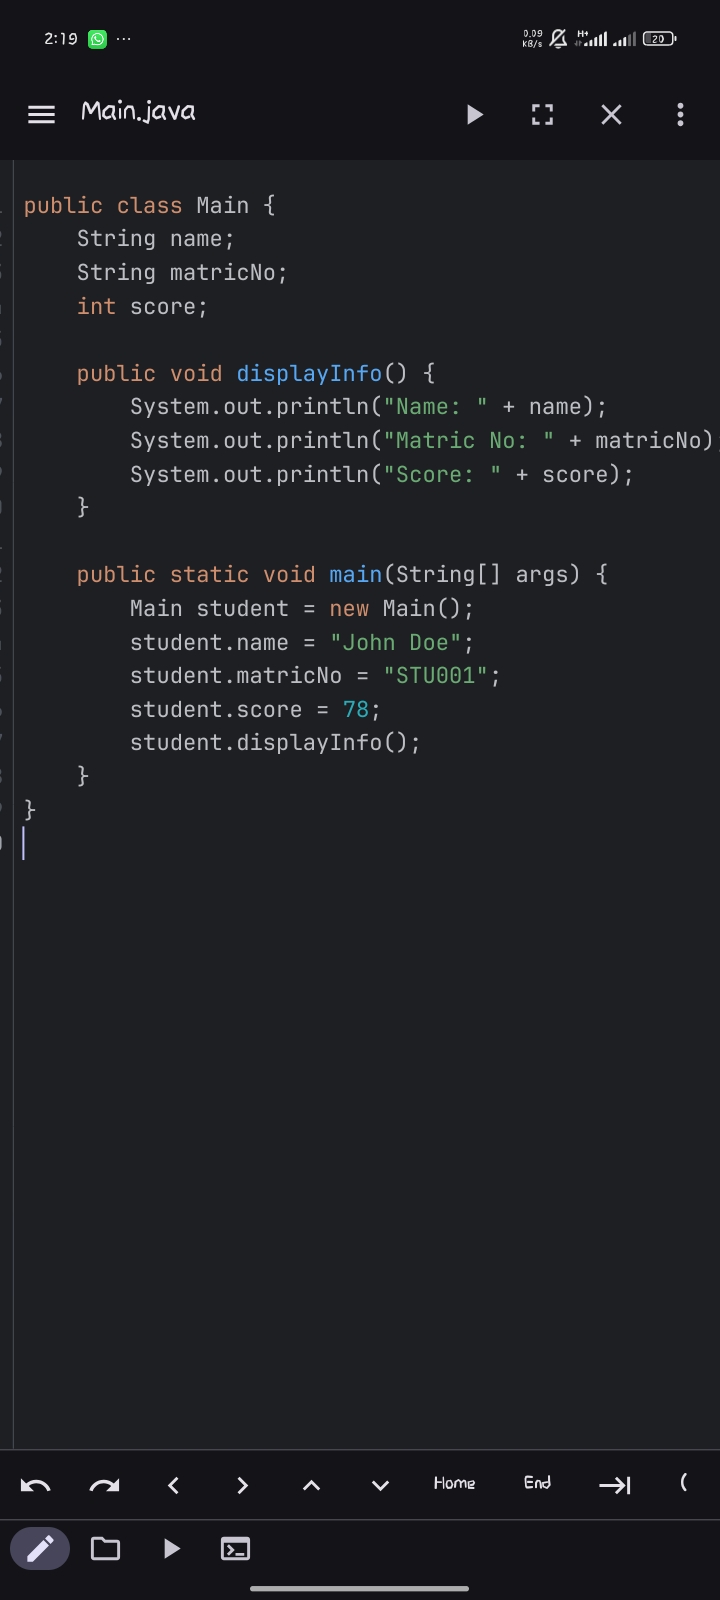 2:19 ...
0.09 KB/s H+ 20
Main.java
public class Main {
    String name;
    String matricNo;
    int score;

    public void displayInfo() {
        System.out.println("Name: " + name);
        System.out.println("Matric No: " + matricNo)
        System.out.println("Score: " + score);
    }

    public static void main(String[] args) {
        Main student = new Main();
        student.name = "John Doe";
        student.matricNo = "STU001";
        student.score = 78;
        student.displayInfo();
    }
}
Home End (